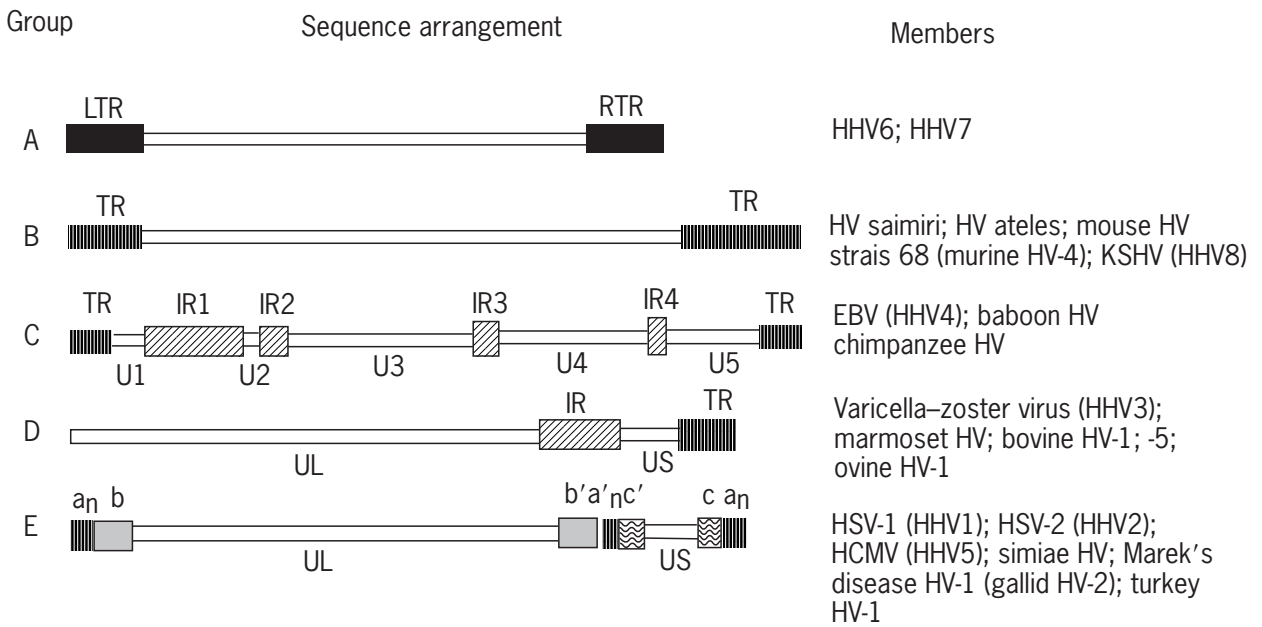 Group Sequence arrangement Members
LTR RTR
A HHV6; HHV7
TR TR
B HV saimiri; HV ateles; mouse HV
strais 68 (murine HV-4); KSHV (HHV8)
TR IR1 IR2 IR3 IR4 TR
C EBV (HHV4); baboon HV
chimpanzee HV
U1 U2 U3 U4 U5
IR TR
D Varicella–zoster virus (HHV3);
marmoset HV; bovine HV-1; -5;
ovine HV-1
UL US
an b b'a'nc' c an
E HSV-1 (HHV1); HSV-2 (HHV2);
HCMV (HHV5); simiae HV; Marek's
disease HV-1 (gallid HV-2); turkey
HV-1
UL US